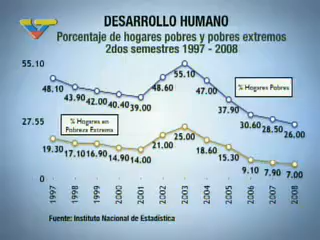 DESARROLLO HUMANO
Porcentaje de hogares pobres y pobres extremos
2dos semestres 1997 - 2008
55.10
48.10 43.90 42.00 40.40 39.00 48.60 55.10 47.00 37.90 30.60 28.50 26.00
% Hogares Pobres
27.55
% Hogares en
Pobreza Extrema
19.30 17.10 16.90 14.90 14.00 21.00 25.00 18.60 15.30 9.10 7.90 7.00
0
1997 1998 1999 2000 2001 2002 2003 2004 2005 2006 2007 2008
Fuente: Instituto Nacional de Estadística